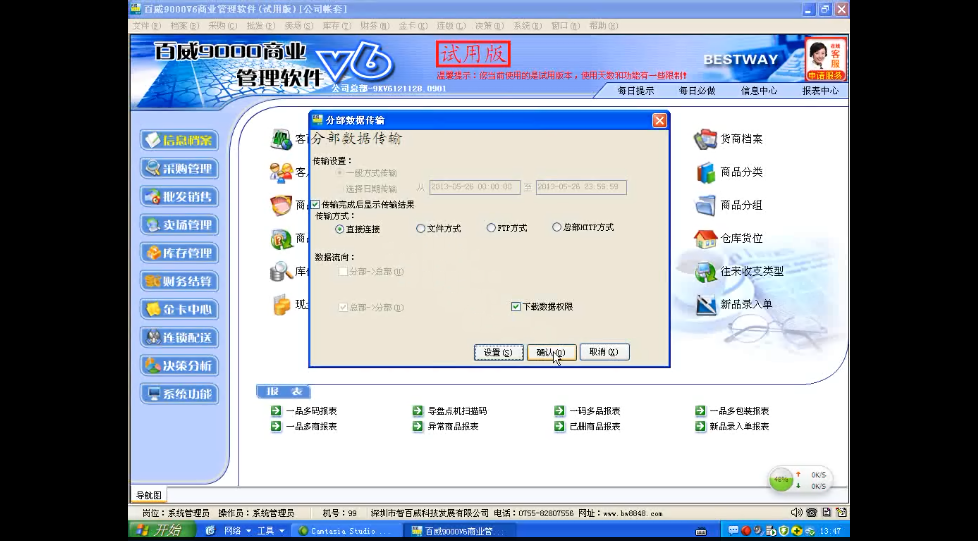 百威9000V6商业管理软件(试用版)[公司帐套]
文件(F) 档案(E) 采购(C) 批发(L) 卖场(S) 库存(T) 财务(B) 金卡(C) 连锁(W) 决策(T) 系统(L) 窗口(W) 帮助(H)
百威9000商业
管理软件 V6
公司总部-9KV6121128.0901
试用版
温馨提示：您当前使用的是试用版本，使用天数和功能有一些限制!
BESTWAY
在线
客服
申请服务
每日提示 每日必做 信息中心 报表中心
信息档案
采购管理
批发销售
卖场管理
库存管理
财务结算
金卡中心
连锁配送
决策分析
系统功能
分部数据传输
分部数据传输
传输设置：
一般方式传输
选择日期传输 从 2013-05-26 00:00:00 至 2013-05-26 23:59:59
传输完成后显示传输结果
传输方式：
直接连接 文件方式 FTP方式 总部HTTP方式
数据流向：
分部->总部(U)
总部->分部(D) 下载数据权限
设置(S) 确认(O) 取消(X)
货商档案
商品分类
商品分组
仓库货位
往来收支类型
新品录入单
报 表
一品多码报表 导盘点机扫描码 一码多品报表 一品多包装报表
一品多商报表 异常商品报表 已删商品报表 新品录入单报表
48%
0K/S
0K/S
导航图
岗位：系统管理员 操作员：系统管理员 机号：99 深圳市智百威科技发展有限公司 电话：0755-82807558 网址：www.bw8848.com
开始 网络 工具 Camtasia Studio... 百威9000V6商业管... 13:47